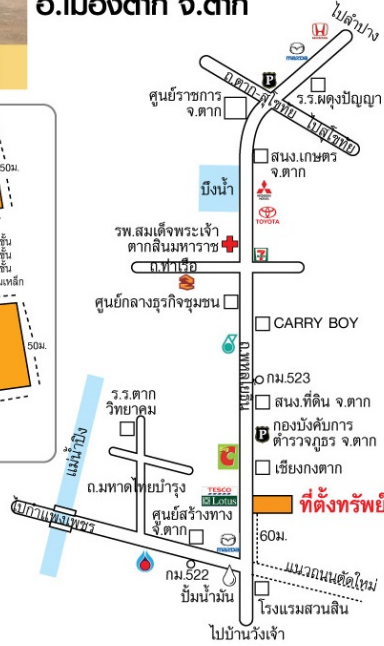 อ.เมืองตาก จ.ตาก
ไปลำปาง
ถ.ตาก-สุโขทัย
ไปสุโขทัย
mazda
ศูนย์ราชการ
จ.ตาก
ร.ร.ผดุงปัญญา
สนง.เกษตร
จ.ตาก
บึงน้ำ
TOYOTA
รพ.สมเด็จพระเจ้า
ตากสินมหาราช
ถ.ท่าเรือ
ศูนย์กลางธุรกิจชุมชน
CARRY BOY
ถ.พหลโยธิน
กม.523
สนง.ที่ดิน จ.ตาก
กองบังคับการ
ตำรวจภูธร จ.ตาก
เชียงกงตาก
ที่ตั้งทรัพย์
60ม.
แนวถนนตัดใหม่
โรงแรมสวนสิน
ไปบ้านวังเจ้า
ร.ร.ตาก
วิทยาคม
แม่น้ำปิง
ถ.มหาดไทยบำรุง
TESCO
Lotus
ไปกำแพงเพชร
ศูนย์สร้างทาง
จ.ตาก
mazda
กม.522
ปั๊มน้ำมัน
50ม.
ชั้น
ชั้น
ชั้น
50ม.